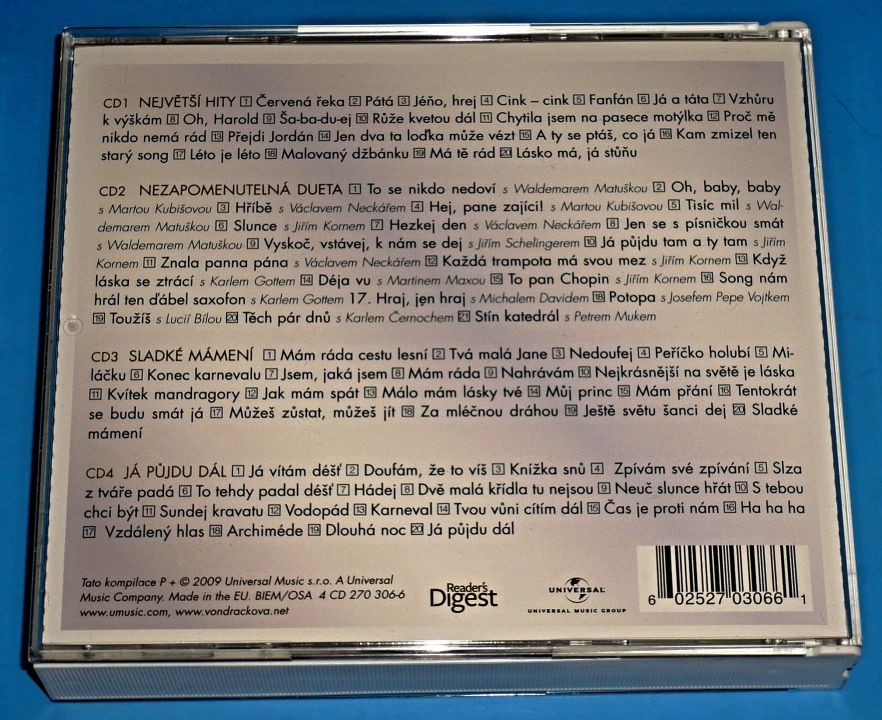 CD1 NEJVĚTŠÍ HITY 1 Červená řeka 2 Pátá 3 Jéňo, hrej 4 Cink – cink 5 Fanfán 6 Já a táta 7 Vzhůru
k výškám 8 Oh, Harold 9 Ša-ba-du-ej 10 Růže kvetou dál 11 Chytila jsem na pasece motýlka 12 Proč mě
nikdo nemá rád 13 Přejdi Jordán 14 Jen dva ta loďka může vézt 15 A ty se ptáš, co já 16 Kam zmizel ten
starý song 17 Léto je léto 18 Malovaný džbánku 19 Má tě rád 20 Lásko má, já stůňu
CD2 NEZAPOMENUTELNÁ DUETA 1 To se nikdo nedoví s Waldemarem Matuškou 2 Oh, baby, baby
s Martou Kubišovou 3 Hříbě s Václavem Neckářem 4 Hej, pane zajíci! s Martou Kubišovou 5 Tisíc mil s Wal-
demarem Matuškou 6 Slunce s Jiřím Kornem 7 Hezkej den s Václavem Neckářem 8 Jen se s písničkou smát
s Waldemarem Matuškou 9 Vyskoč, vstávej, k nám se dej s Jiřím Schelingerem 10 Já půjdu tam a ty tam s Jiřím
Kornem 11 Znala panna pána s Václavem Neckářem 12 Každá trampota má svou mez s Jiřím Kornem 13 Když
láska se ztrácí s Karlem Gottem 14 Déja vu s Martinem Maxou 15 To pan Chopin s Jiřím Kornem 16 Song nám
hrál ten ďábel saxofon s Karlem Gottem 17. Hraj, jen hraj s Michalem Davidem 18 Potopa s Josefem Pepe Vojtkem
19 Toužíš s Lucií Bílou 20 Těch pár dnů s Karlem Černochem 21 Stín katedrál s Petrem Mukem
CD3 SLADKÉ MÁMENÍ 1 Mám ráda cestu lesní 2 Tvá malá Jane 3 Nedoufej 4 Peříčko holubí 5 Mi-
láčku 6 Konec karnevalu 7 Jsem, jaká jsem 8 Mám ráda 9 Nahrávám 10 Nejkrásnější na světě je láska
11 Kvítek mandragory 12 Jak mám spát 13 Málo mám lásky tvé 14 Můj princ 15 Mám přání 16 Tentokrát
se budu smát já 17 Můžeš zůstat, můžeš jít 18 Za mléčnou dráhou 19 Ještě světu šanci dej 20 Sladké
mámení
CD4 JÁ PŮJDU DÁL 1 Já vítám déšť 2 Doufám, že to víš 3 Knížka snů 4 Zpívám své zpívání 5 Slza
z tváře padá 6 To tehdy padal déšť 7 Hádej 8 Dvě malá křídla tu nejsou 9 Neuč slunce hřát 10 S tebou
chci být 11 Sundej kravatu 12 Vodopád 13 Karneval 14 Tvou vůni cítím dál 15 Čas je proti nám 16 Ha ha ha
17 Vzdálený hlas 18 Archiméde 19 Dlouhá noc 20 Já půjdu dál
Tato kompilace P + © 2009 Universal Music s.r.o. A Universal
Music Company. Made in the EU. BIEM/OSA 4 CD 270 306-6
www.umusic.com, www.vondrackova.net
Reader's
Digest
UNIVERSAL
UNIVERSAL MUSIC GROUP
6 02527 03066 1